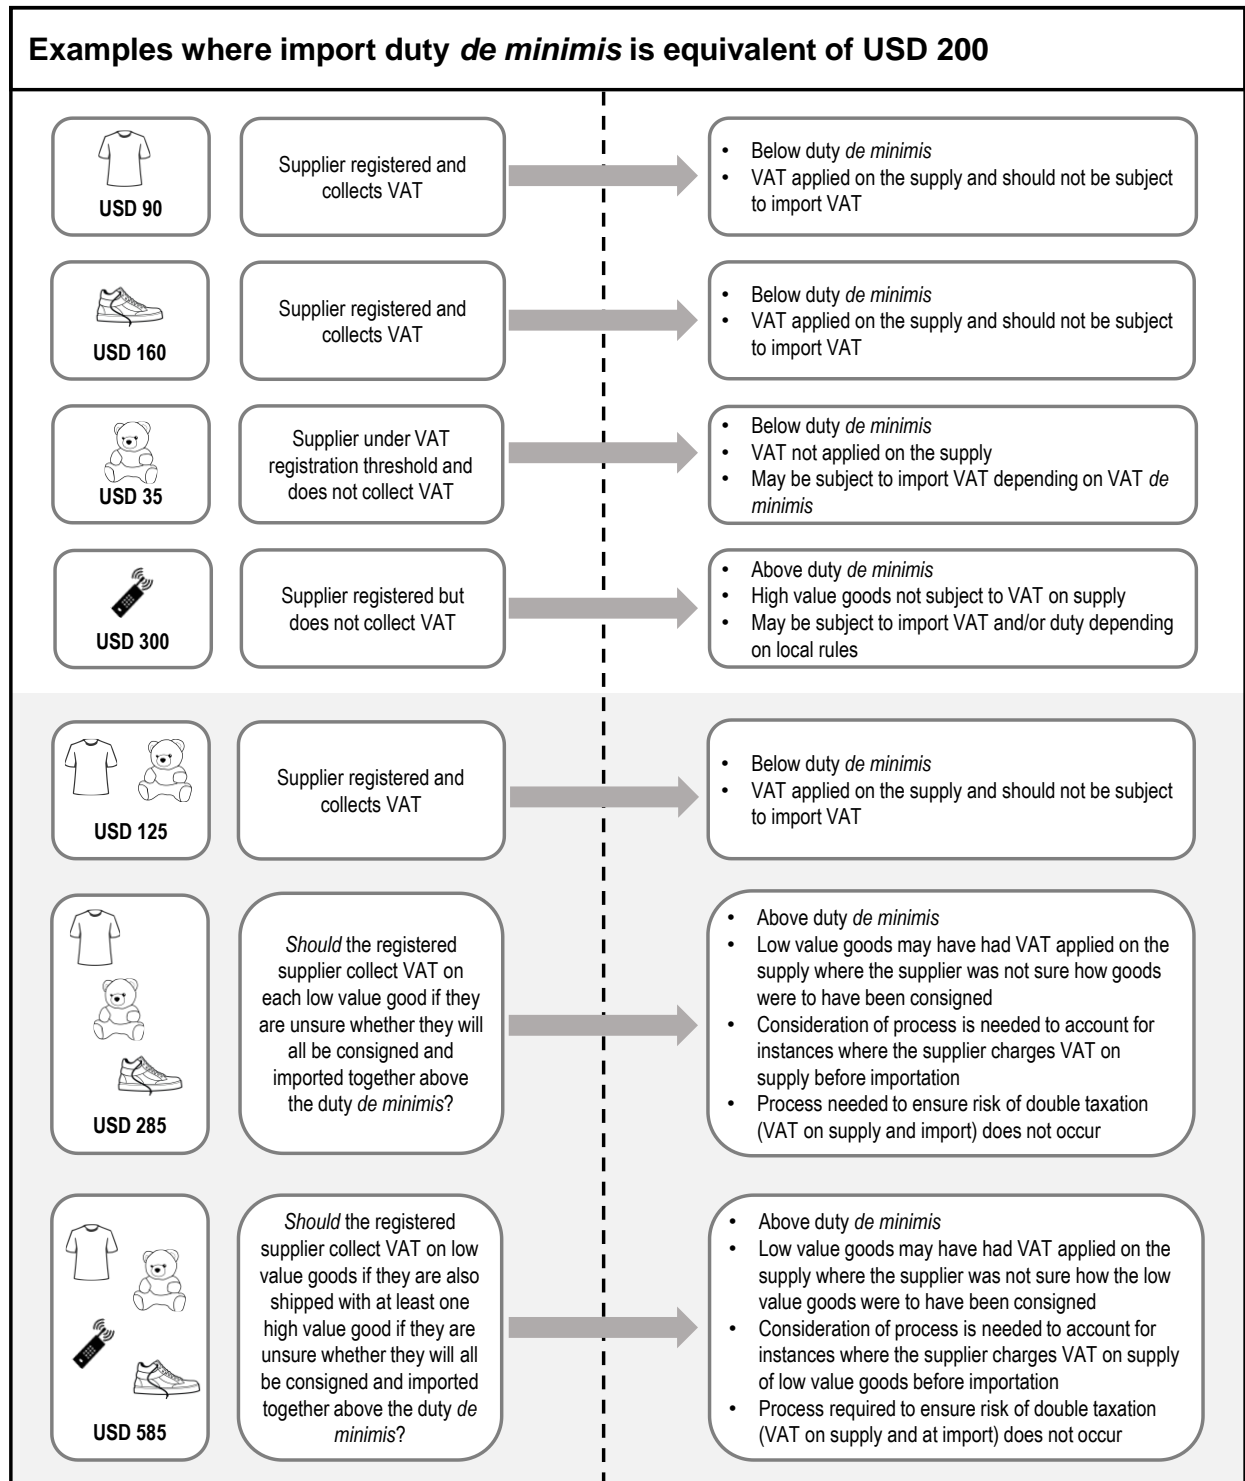 Examples where import duty de minimis is equivalent of USD 200
USD 90
Supplier registered and
collects VAT
• Below duty de minimis
• VAT applied on the supply and should not be subject
to import VAT
USD 160
Supplier registered and
collects VAT
• Below duty de minimis
• VAT applied on the supply and should not be subject
to import VAT
USD 35
Supplier under VAT
registration threshold and
does not collect VAT
• Below duty de minimis
• VAT not applied on the supply
• May be subject to import VAT depending on VAT de
minimis
USD 300
Supplier registered but
does not collect VAT
• Above duty de minimis
• High value goods not subject to VAT on supply
• May be subject to import VAT and/or duty depending
on local rules
USD 125
Supplier registered and
collects VAT
• Below duty de minimis
• VAT applied on the supply and should not be subject
to import VAT
USD 285
Should the registered
supplier collect VAT on
each low value good if they
are unsure whether they will
all be consigned and
imported together above
the duty de minimis?
• Above duty de minimis
• Low value goods may have had VAT applied on the
supply where the supplier was not sure how goods
were to have been consigned
• Consideration of process is needed to account for
instances where the supplier charges VAT on
supply before importation
• Process needed to ensure risk of double taxation
(VAT on supply and import) does not occur
USD 585
Should the registered
supplier collect VAT on low
value goods if they are also
shipped with at least one
high value good if they are
unsure whether they will all
be consigned and imported
together above the duty de
minimis?
• Above duty de minimis
• Low value goods may have had VAT applied on the
supply where the supplier was not sure how the low
value goods were to have been consigned
• Consideration of process is needed to account for
instances where the supplier charges VAT on supply
of low value goods before importation
• Process required to ensure risk of double taxation
(VAT on supply and at import) does not occur